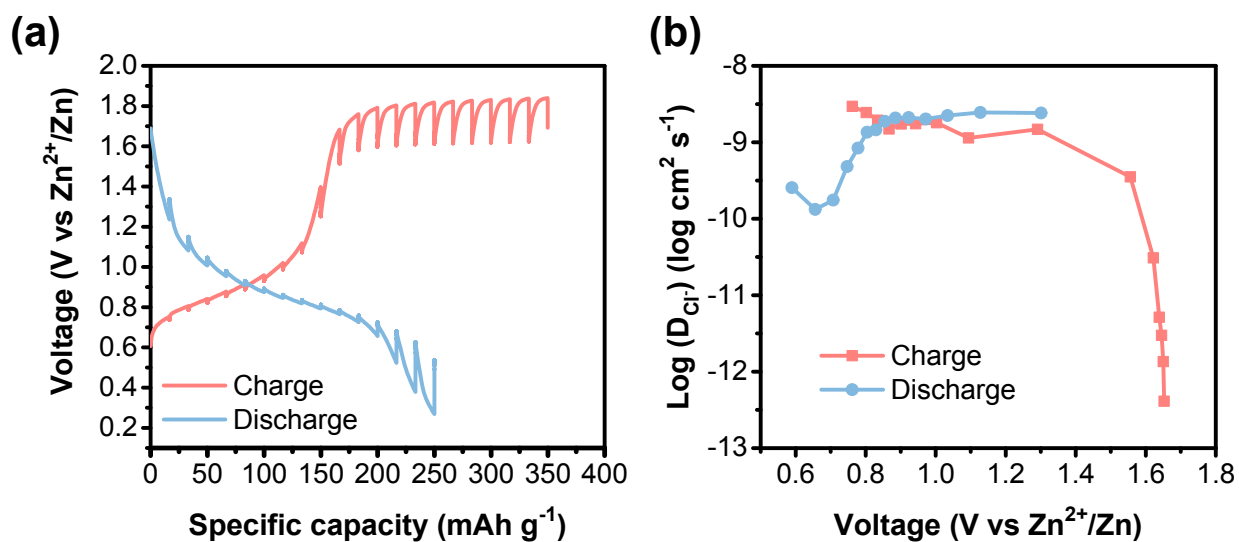 (a)
Voltage (V vs Zn²⁺/Zn)
2.0
1.8
1.6
1.4
1.2
1.0
0.8
0.6
0.4
0.2
Charge
Discharge
0 50 100 150 200 250 300 350 400
Specific capacity (mAh g⁻¹)
(b)
Log (D_Cl⁻) (log cm² s⁻¹)
-8
-9
-10
-11
-12
-13
Charge
Discharge
0.6 0.8 1.0 1.2 1.4 1.6 1.8
Voltage (V vs Zn²⁺/Zn)